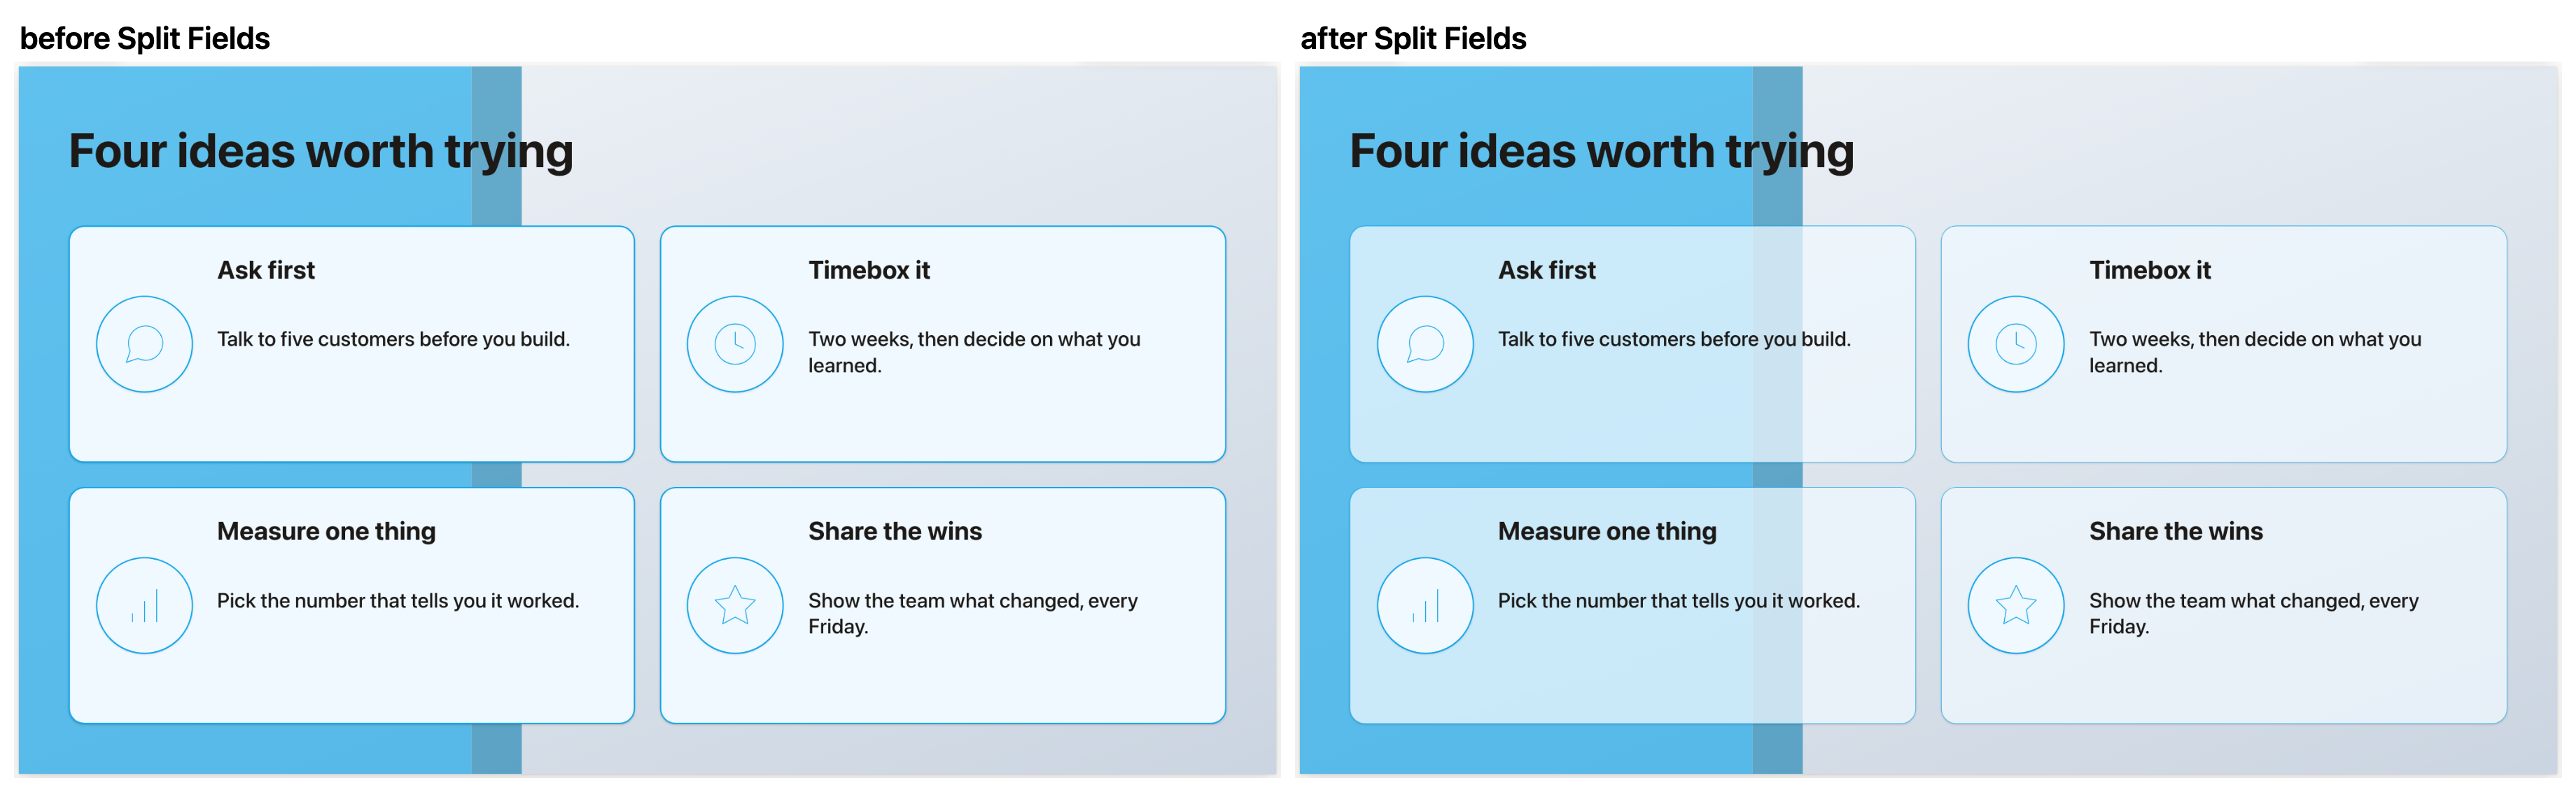 before Split Fields
Four ideas worth trying
Ask first
Talk to five customers before you build.
Timebox it
Two weeks, then decide on what you
learned.
Measure one thing
Pick the number that tells you it worked.
Share the wins
Show the team what changed, every
Friday.
after Split Fields
Four ideas worth trying
Ask first
Talk to five customers before you build.
Timebox it
Two weeks, then decide on what you
learned.
Measure one thing
Pick the number that tells you it worked.
Share the wins
Show the team what changed, every
Friday.